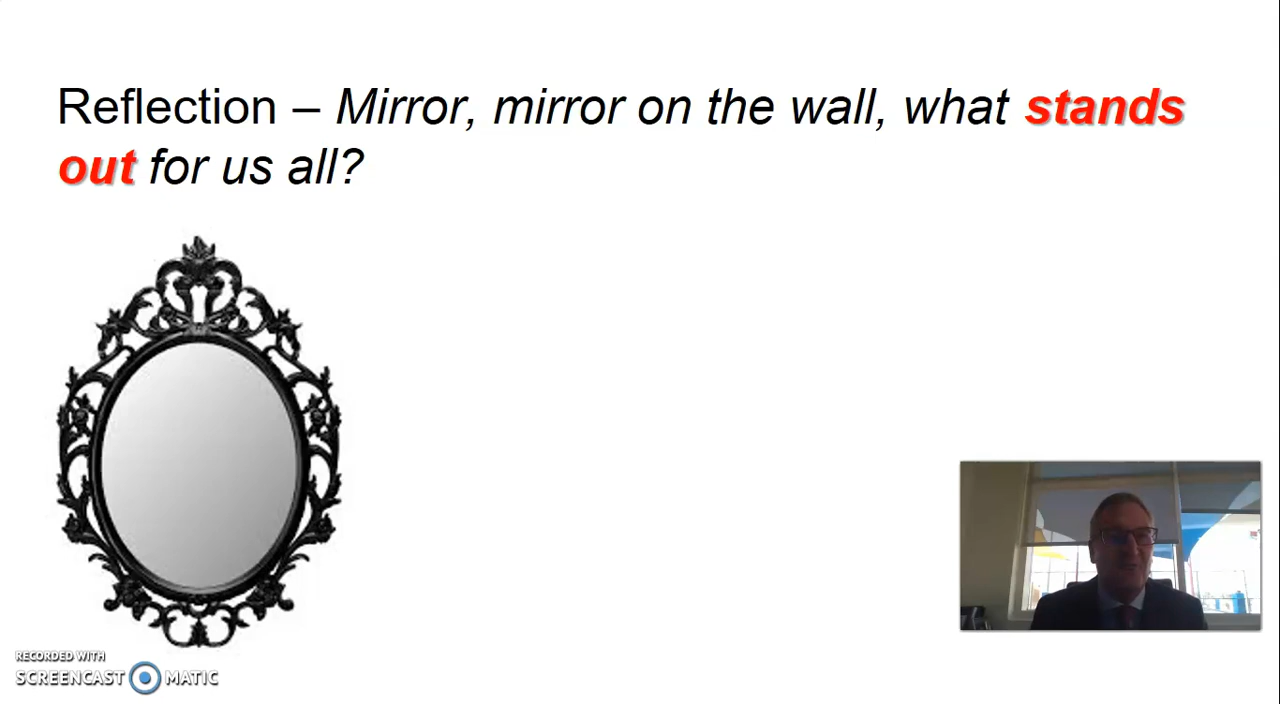 Reflection – Mirror, mirror on the wall, what stands
out for us all?
RECORDED WITH
SCREENCAST MATIC